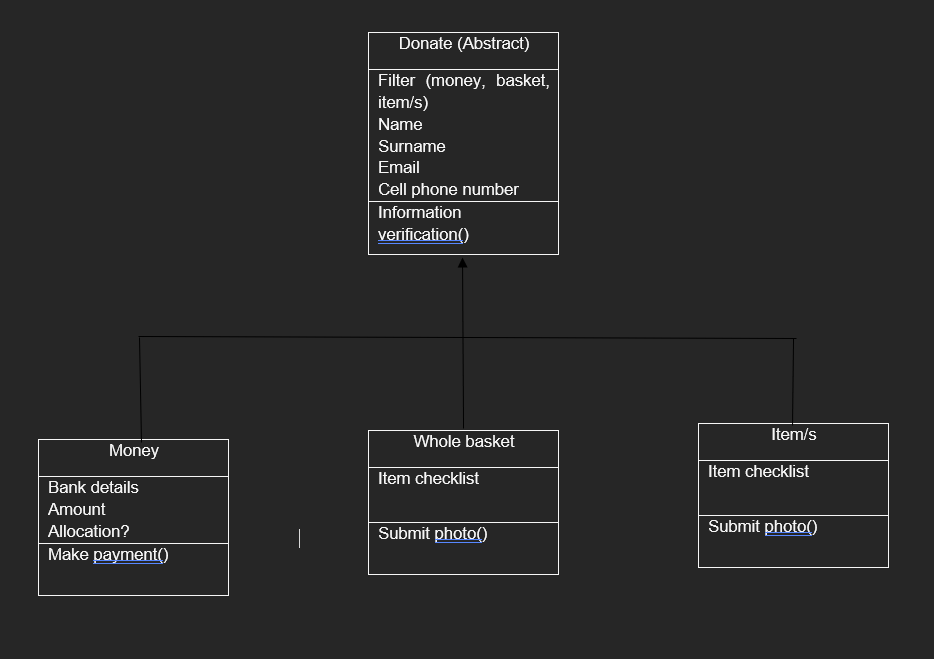 Donate (Abstract)
Filter (money, basket,
item/s)
Name
Surname
Email
Cell phone number
Information
verification()
Money
Bank details
Amount
Allocation?
Make payment()
Whole basket
Item checklist
Submit photo()
Item/s
Item checklist
Submit photo()